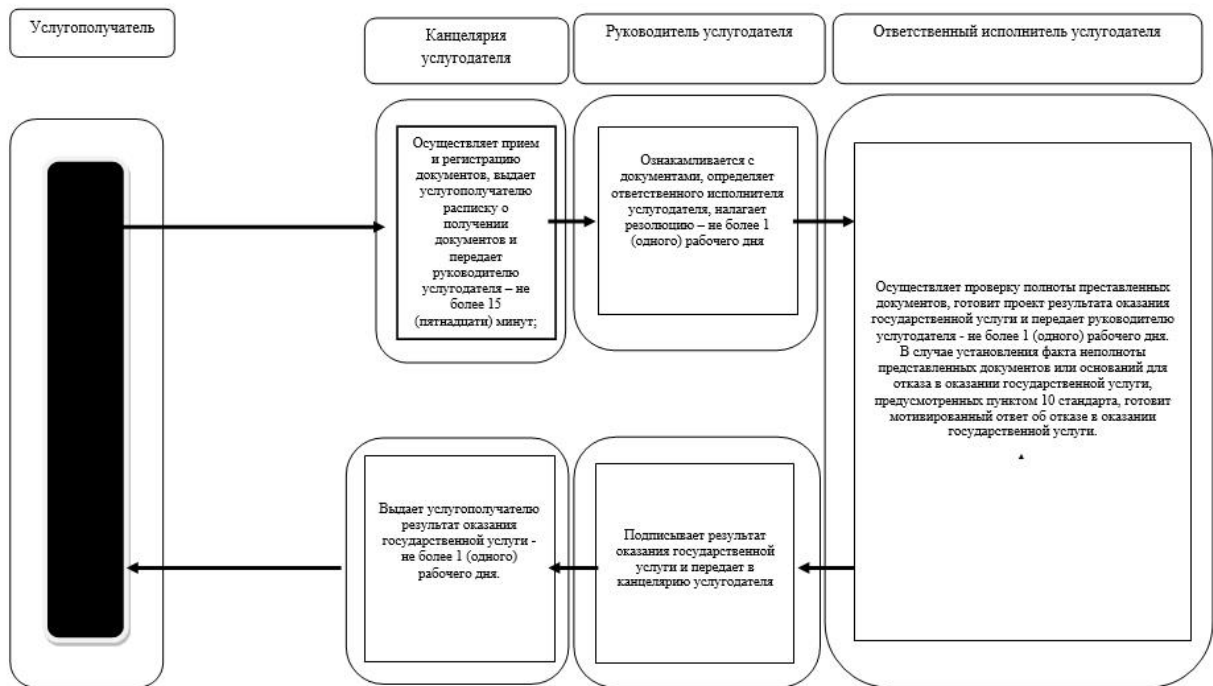 Услугополучатель
Канцелярия
услугодателя
Руководитель услугодателя
Ответственный исполнитель услугодателя
Осуществляет прием
и регистрацию
документов, выдает
услугополучателю
расписку о
получении
документов и
передает
руководителю
услугодателя – не
более 15
(пятнадцати) минут;
Ознакамливается с
документами, определяет
ответственного исполнителя
услугодателя, налагает
резолюцию – не более 1
(одного) рабочего дня
Осуществляет проверку полноты преставленных
документов, готовит проект результата оказания
государственной услуги и передает руководителю
услугодателя - не более 1 (одного) рабочего дня.
В случае установления факта неполноты
представленных документов или оснований для
отказа в оказании государственной услуги,
предусмотренных пунктом 10 стандарта, готовит
мотивированный ответ об отказе в оказании
государственной услуги.
Выдает услугополучателю
результат оказания
государственной услуги -
не более 1 (одного)
рабочего дня.
Подписывает результат
оказания государственной
услуги и передает в
канцелярию услугодателя